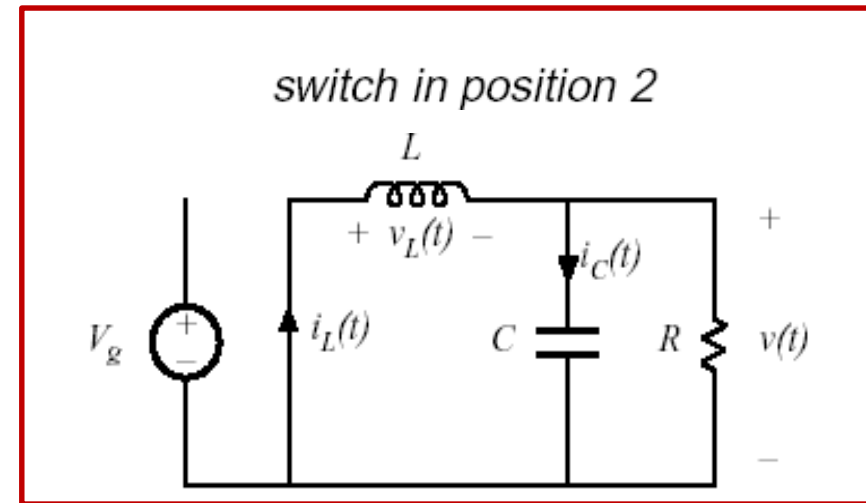 switch in position 2
L
+ v_L(t) –
+
i_C(t)
V_g
+
–
i_L(t)
C
R
v(t)
–